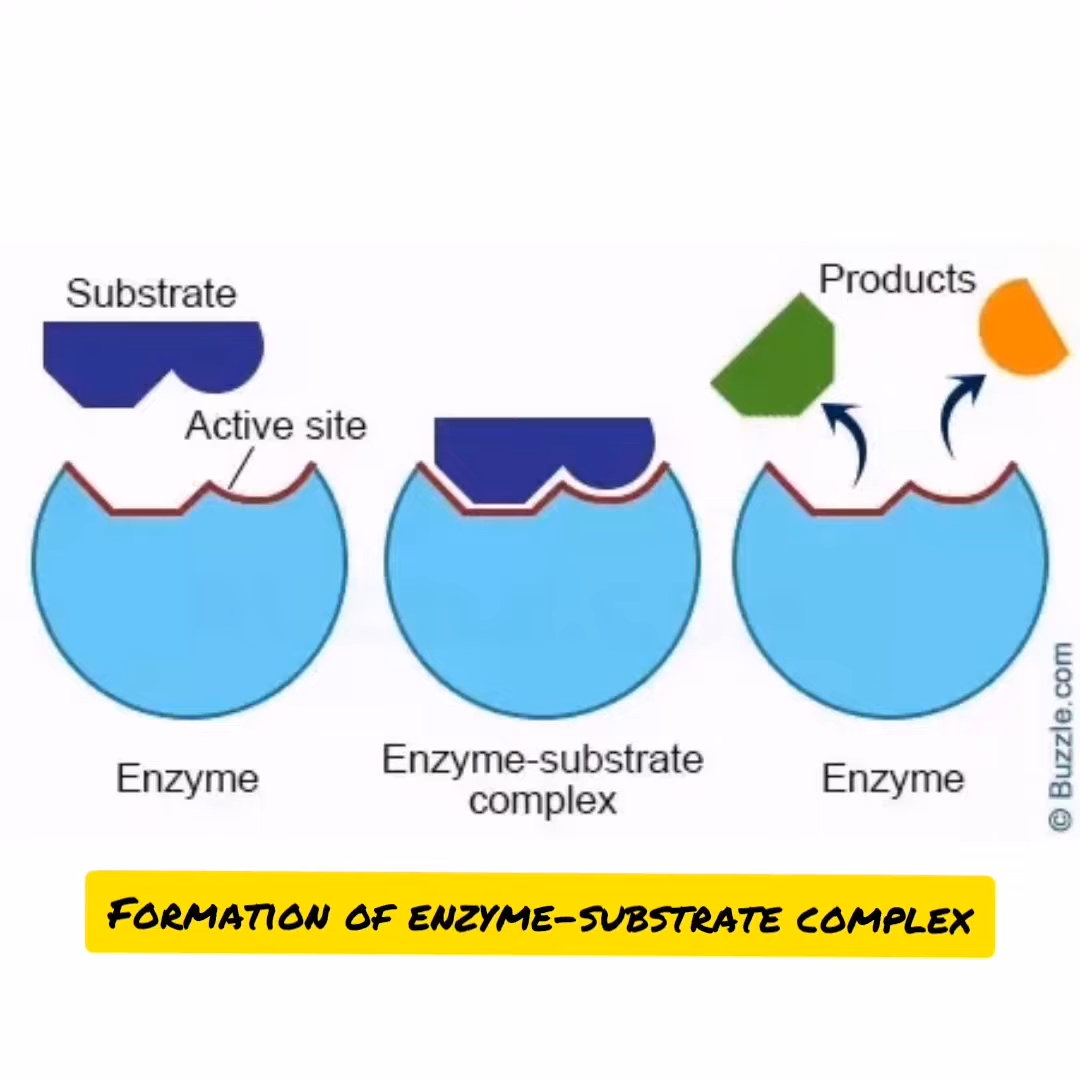 Substrate
Products
Active site
Enzyme
Enzyme-substrate
complex
Enzyme
© Buzzle.com
FORMATION OF ENZYME-SUBSTRATE COMPLEX